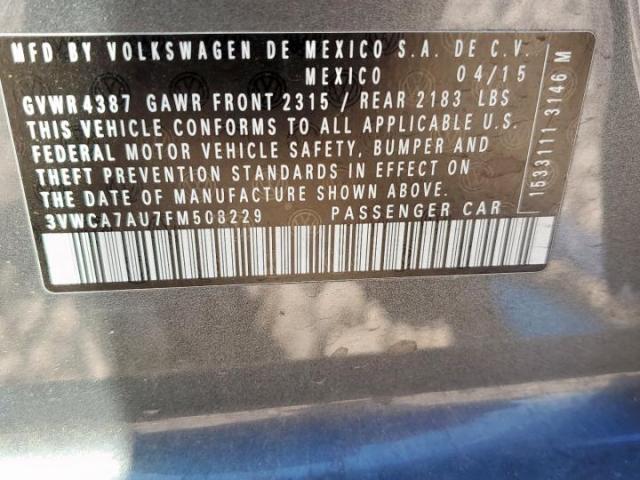 MFD BY VOLKSWAGEN DE MEXICO S.A. DE C.V.
MEXICO 04/15
GVWR 4387 GAWR FRONT 2315 / REAR 2183 LBS
THIS VEHICLE CONFORMS TO ALL APPLICABLE U.S.
FEDERAL MOTOR VEHICLE SAFETY, BUMPER AND
THEFT PREVENTION STANDARDS IN EFFECT ON
THE DATE OF MANUFACTURE SHOWN ABOVE.
3VWCA7AU7FM508229 PASSENGER CAR
1533111 3146 M